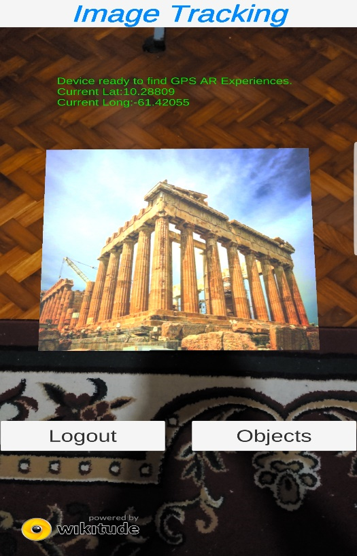 Image Tracking
Device ready to find GPS AR Experiences.
Current Lat:10.28809
Current Long:-61.42055
Logout
Objects
powered by
wikitude